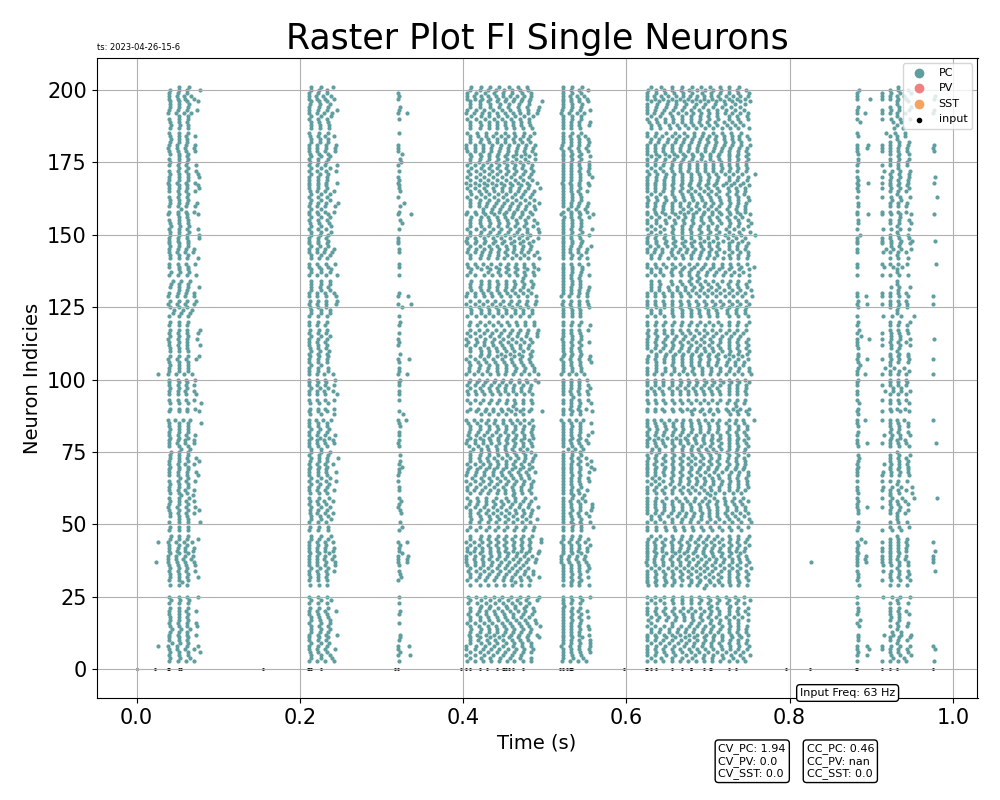 Raster Plot FI Single Neurons
ts: 2023-04-26-15-6
PC
PV
SST
input
Neuron Indicies
200
175
150
125
100
75
50
25
0
0.0 0.2 0.4 0.6 0.8 1.0
Time (s)
Input Freq: 63 Hz
CV_PC: 1.94
CV_PV: 0.0
CV_SST: 0.0
CC_PC: 0.46
CC_PV: nan
CC_SST: 0.0